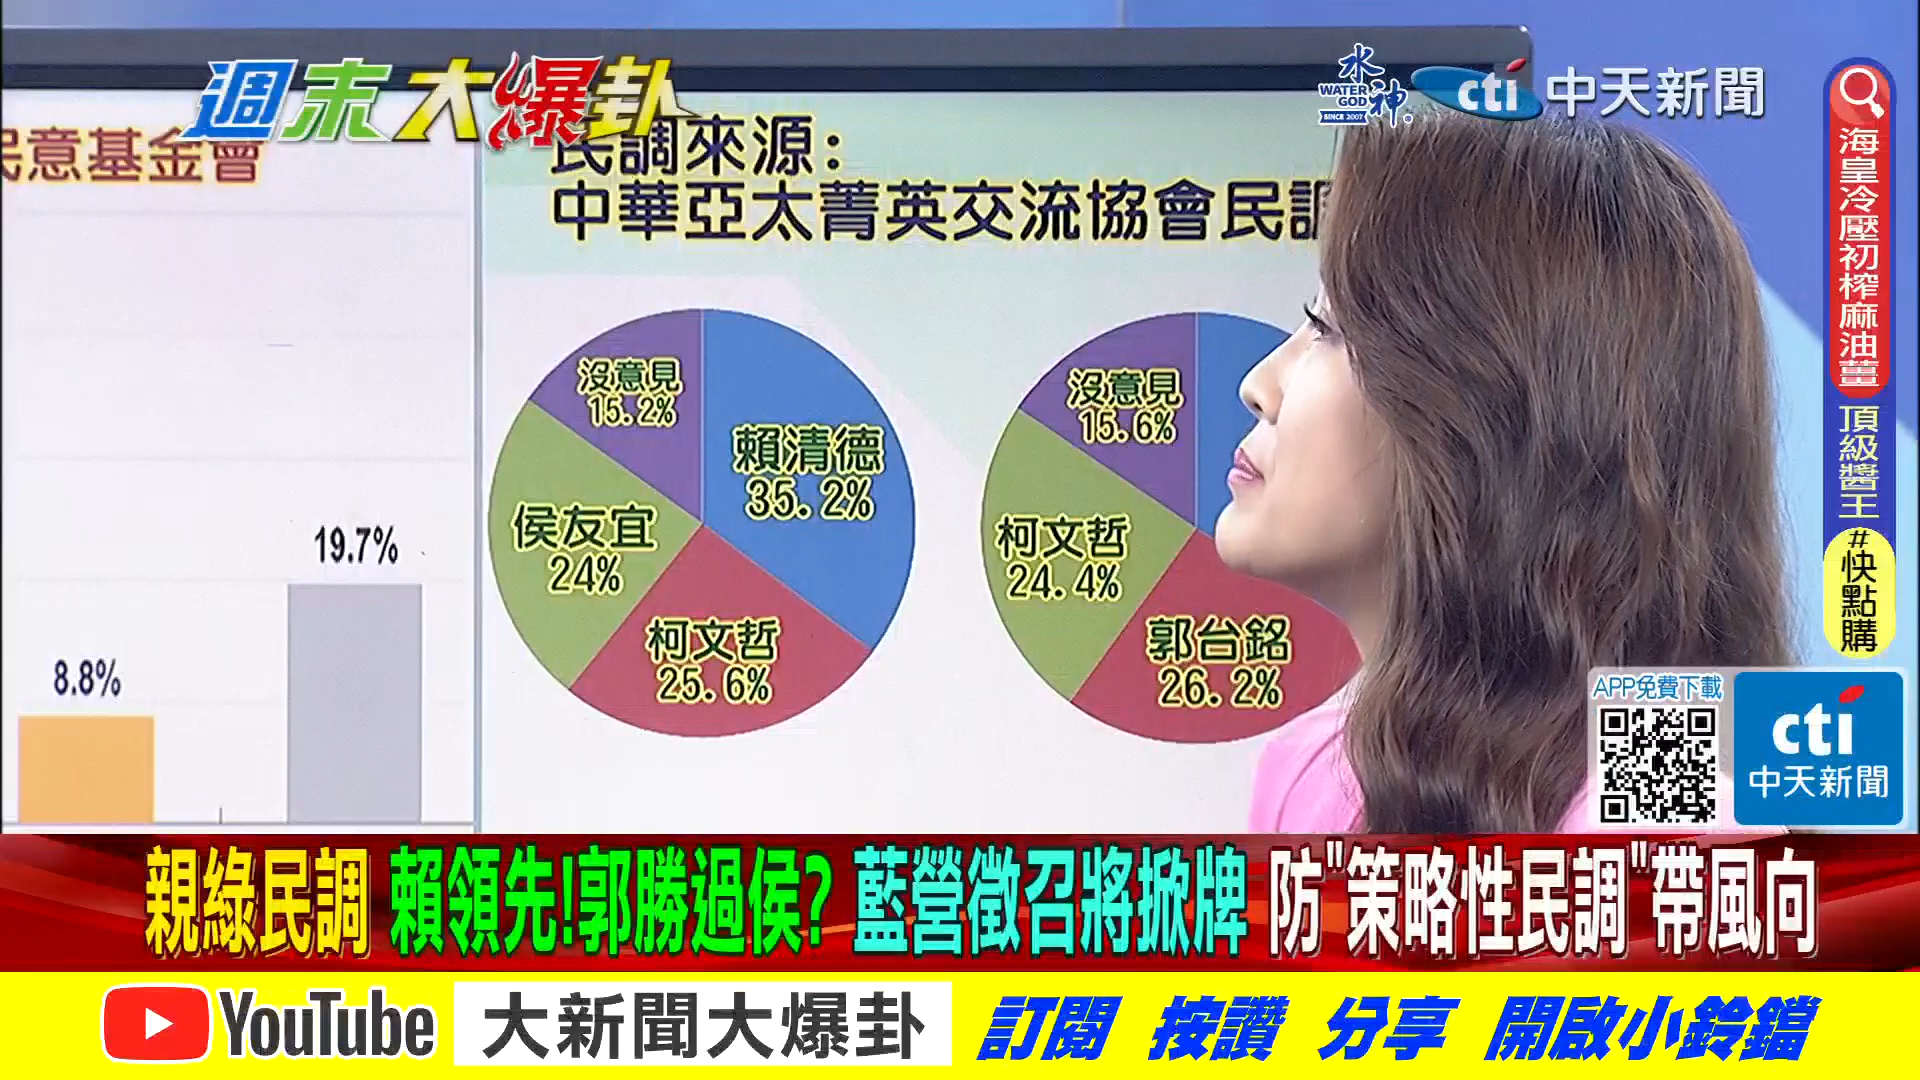 週末大爆卦
水神
WATER GOD
SINCE 2007
cti 中天新聞
民意基金會
民調來源:
中華亞太菁英交流協會民調
8.8%
19.7%
沒意見
15.2%
賴清德
35.2%
侯友宜
24%
柯文哲
25.6%
沒意見
15.6%
柯文哲
24.4%
郭台銘
26.2%
海皇冷壓初榨麻油薑
頂級醬王
#快點購
APP免費下載
cti
中天新聞
親綠民調 賴領先!郭勝過侯? 藍營徵召將掀牌 防"策略性民調"帶風向
YouTube 大新聞大爆卦 訂閱 按讚 分享 開啟小鈴鐺